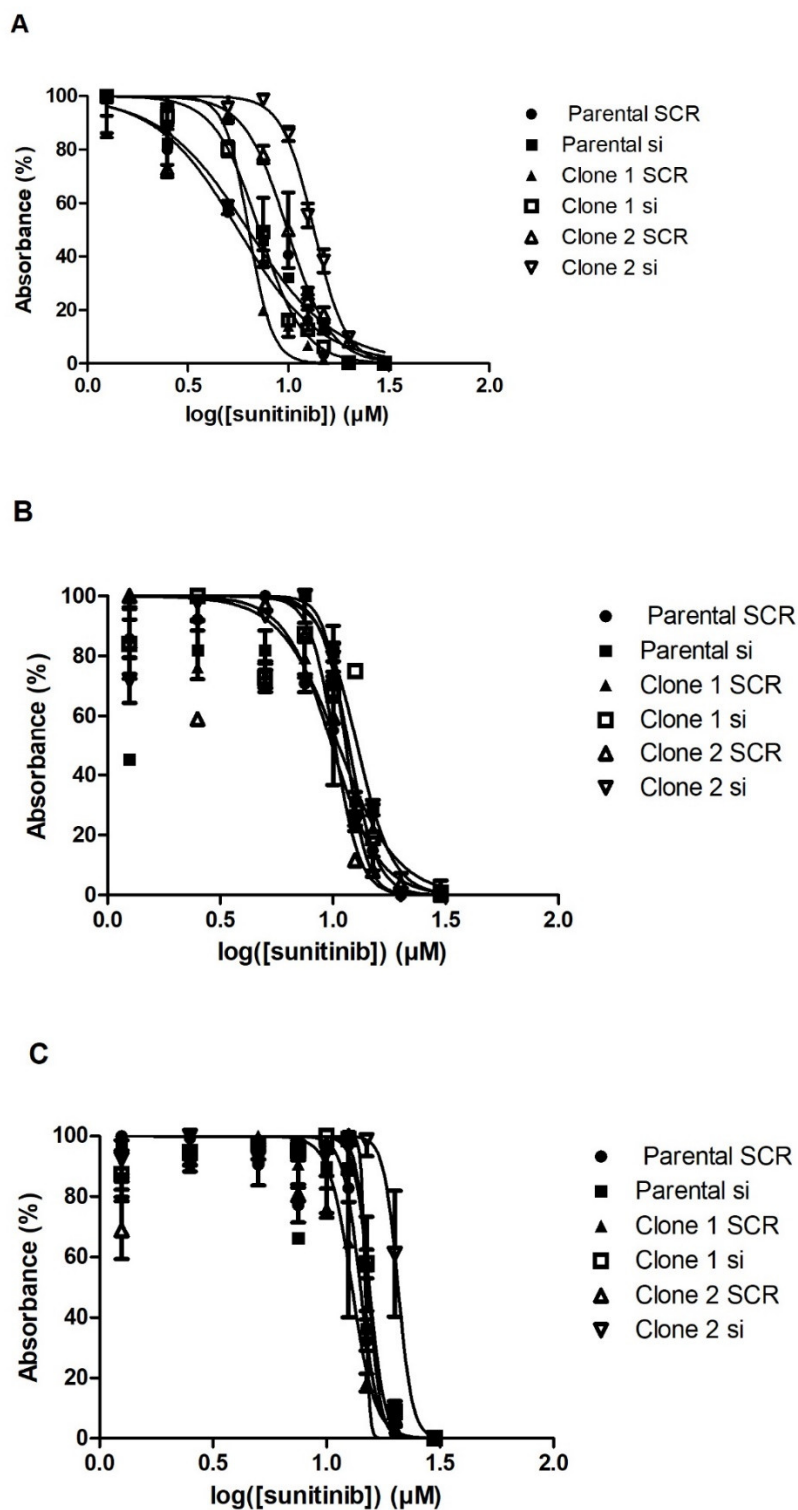 A
Absorbance (%)
100
80
60
40
20
0
0.0 0.5 1.0 1.5 2.0
log([sunitinib]) (µM)
Parental SCR
Parental si
Clone 1 SCR
Clone 1 si
Clone 2 SCR
Clone 2 si
B
Absorbance (%)
100
80
60
40
20
0
0.0 0.5 1.0 1.5 2.0
log([sunitinib]) (µM)
Parental SCR
Parental si
Clone 1 SCR
Clone 1 si
Clone 2 SCR
Clone 2 si
C
Absorbance (%)
100
80
60
40
20
0
0.0 0.5 1.0 1.5 2.0
log([sunitinib]) (µM)
Parental SCR
Parental si
Clone 1 SCR
Clone 1 si
Clone 2 SCR
Clone 2 si